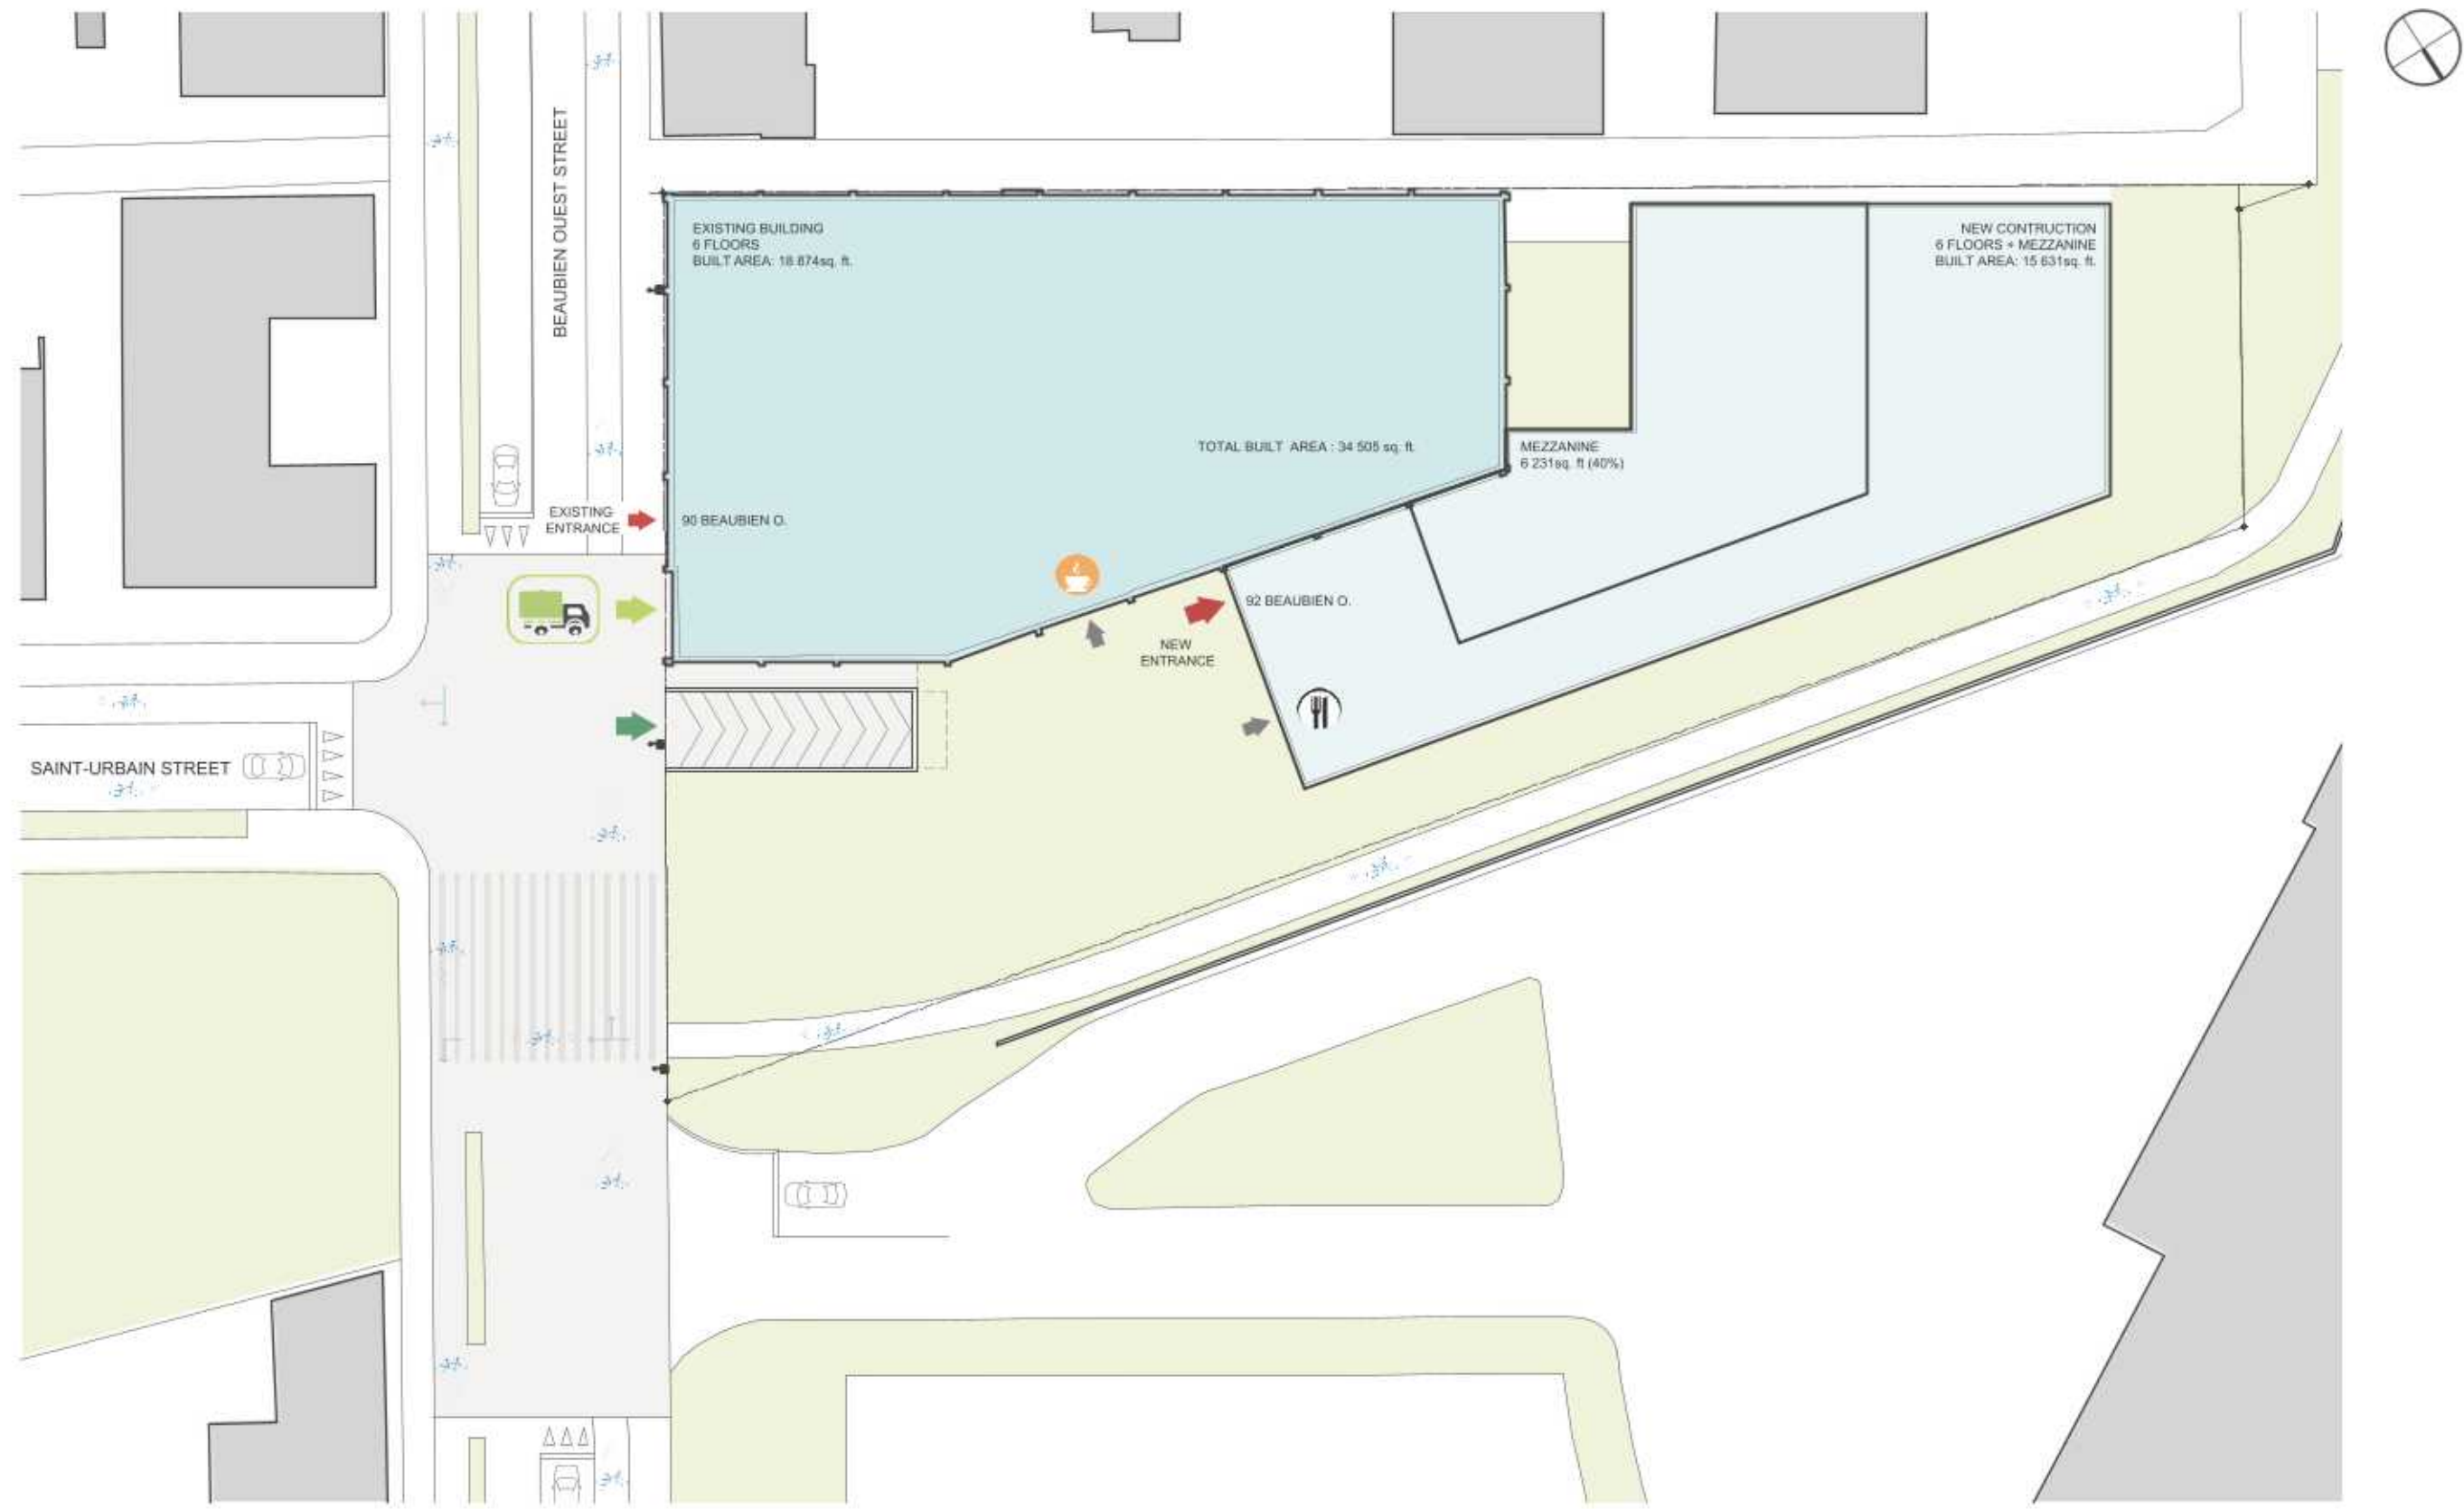 BEAUBIEN OUEST STREET
EXISTING BUILDING
6 FLOORS
BUILT AREA: 18 874sq. ft.
NEW CONTRUCTION
6 FLOORS + MEZZANINE
BUILT AREA: 15 631sq. ft.
TOTAL BUILT AREA : 34 505 sq. ft.
MEZZANINE
6 231sq. ft (40%)
EXISTING
ENTRANCE
90 BEAUBIEN O.
92 BEAUBIEN O.
NEW
ENTRANCE
SAINT-URBAIN STREET